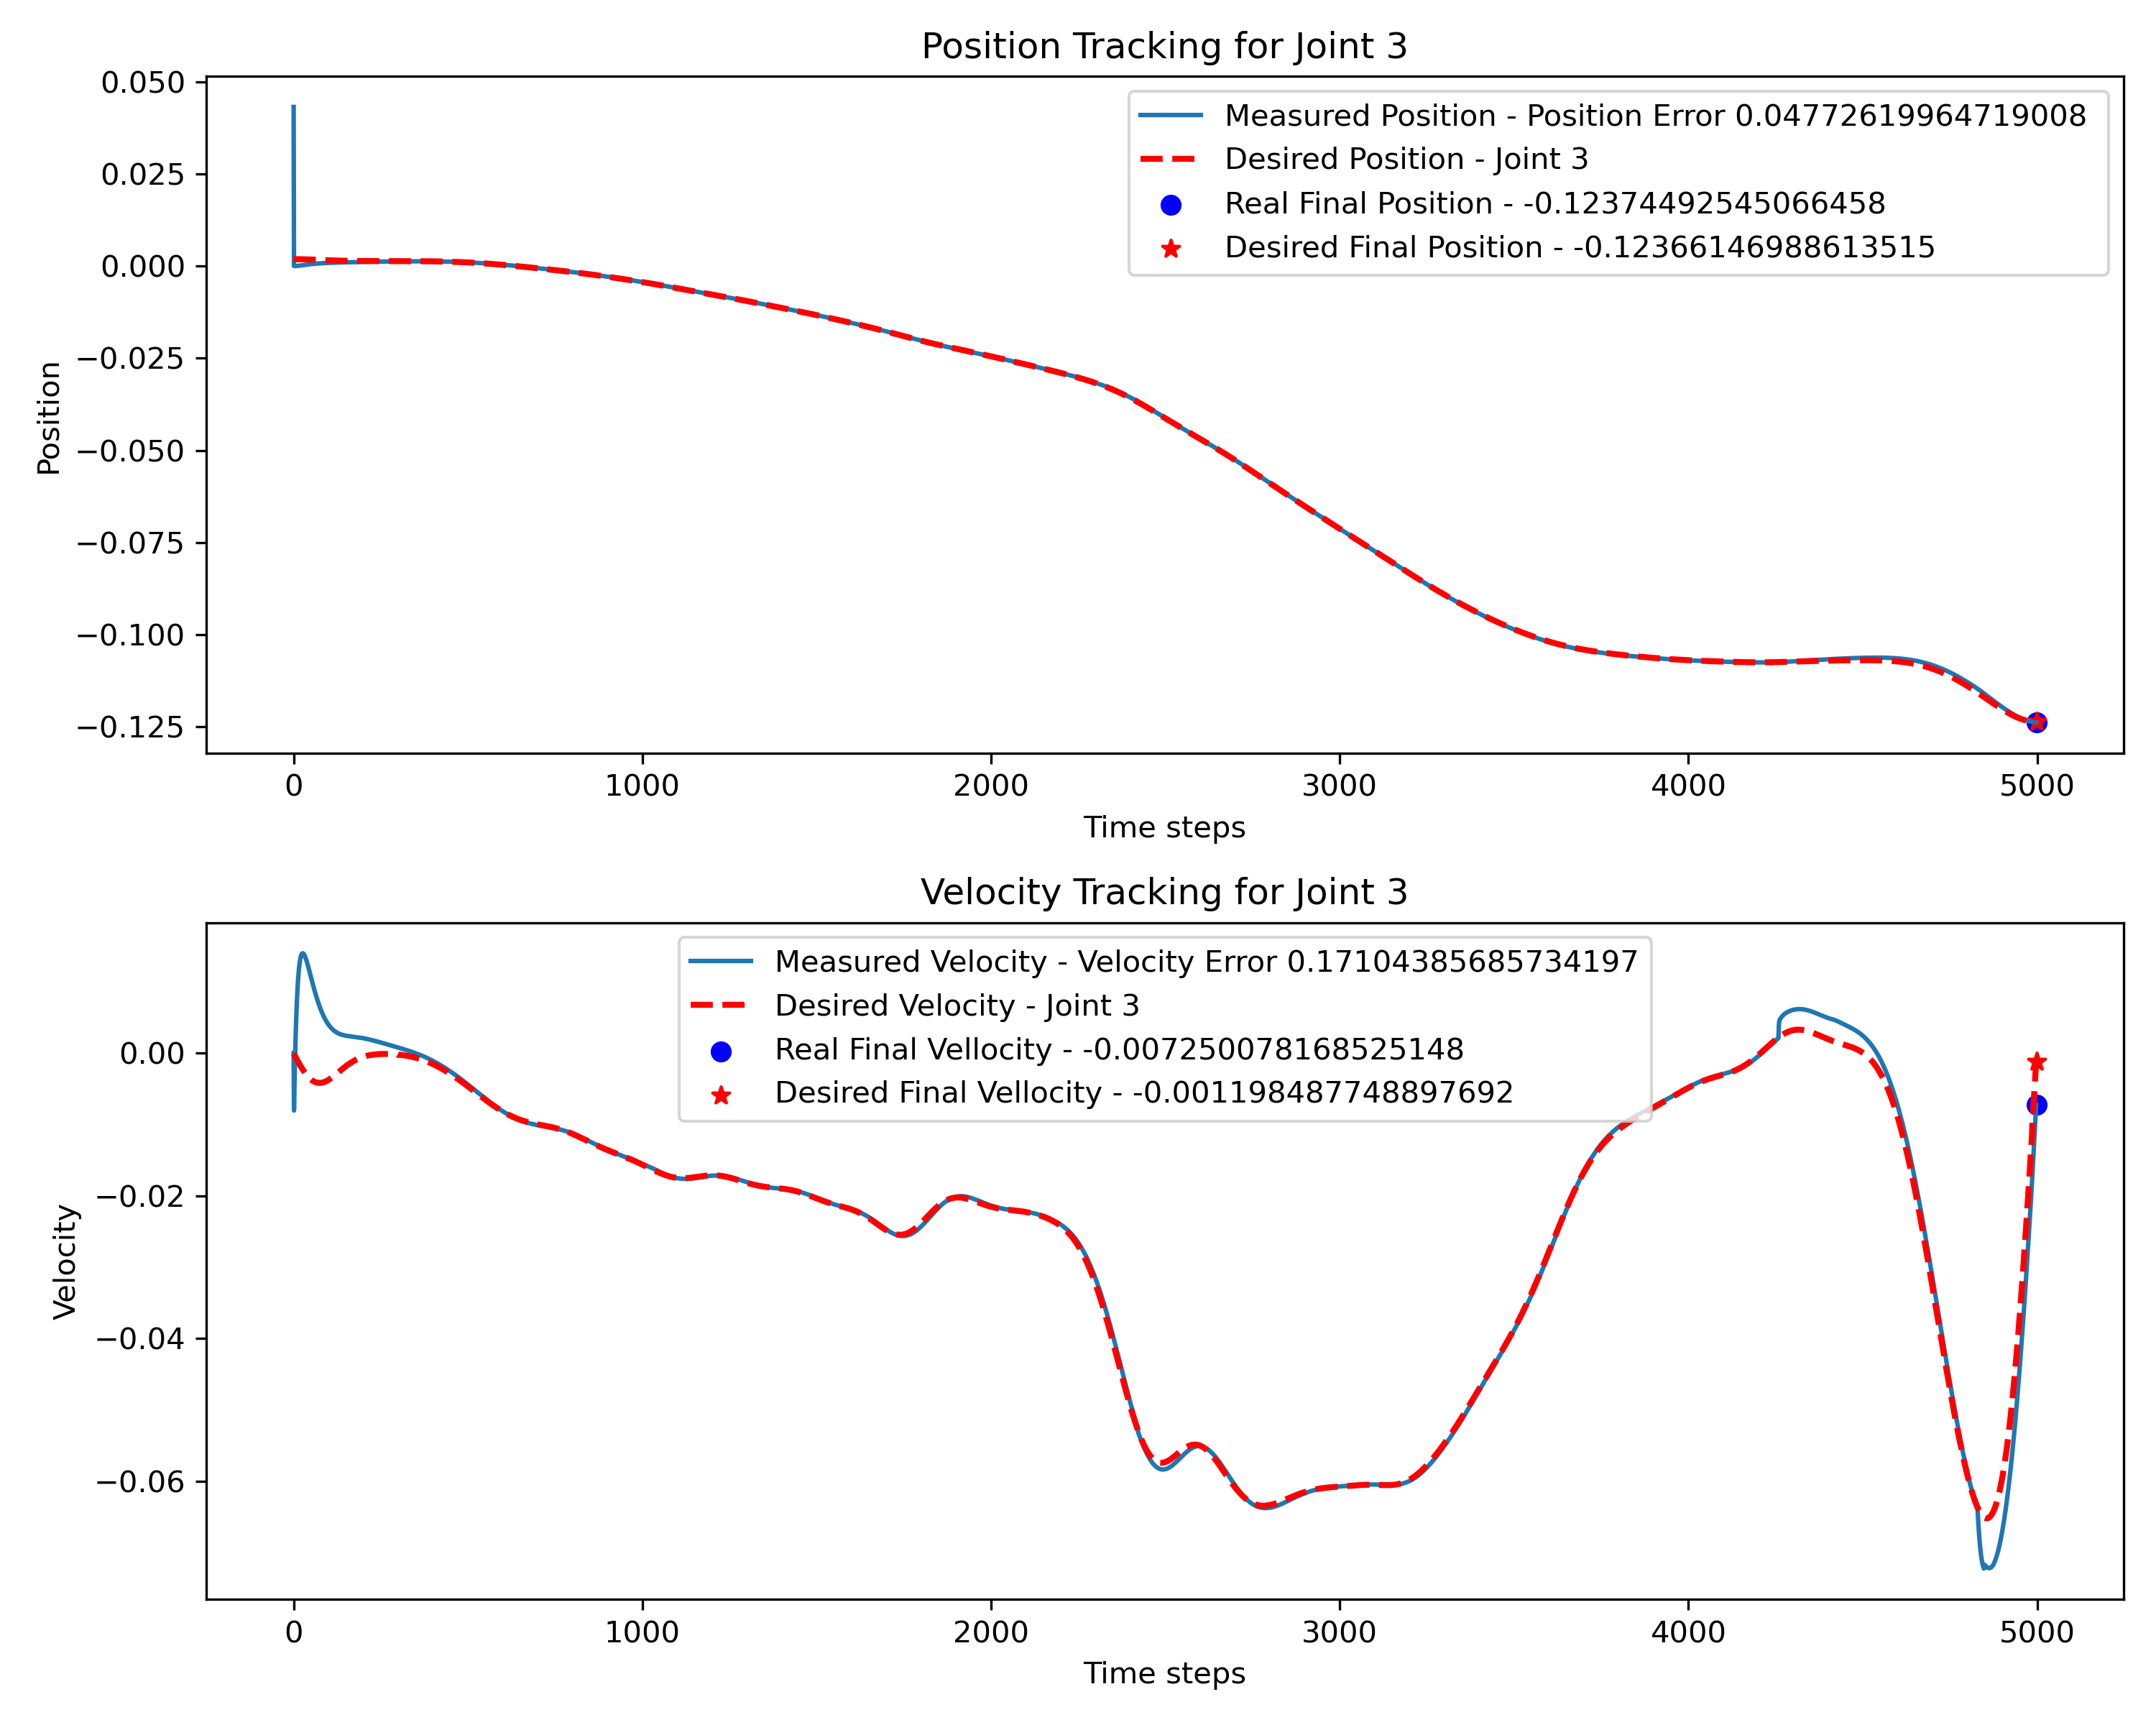 Position Tracking for Joint 3
0.050
0.025
0.000
−0.025
−0.050
−0.075
−0.100
−0.125
Position
Measured Position - Position Error 0.04772619964719008
Desired Position - Joint 3
Real Final Position - -0.12374492545066458
Desired Final Position - -0.12366146988613515
0 1000 2000 3000 4000 5000
Time steps
Velocity Tracking for Joint 3
0.00
−0.02
−0.04
−0.06
Velocity
Measured Velocity - Velocity Error 0.17104385685734197
Desired Velocity - Joint 3
Real Final Vellocity - -0.007250078168525148
Desired Final Vellocity - -0.001198487748897692
0 1000 2000 3000 4000 5000
Time steps